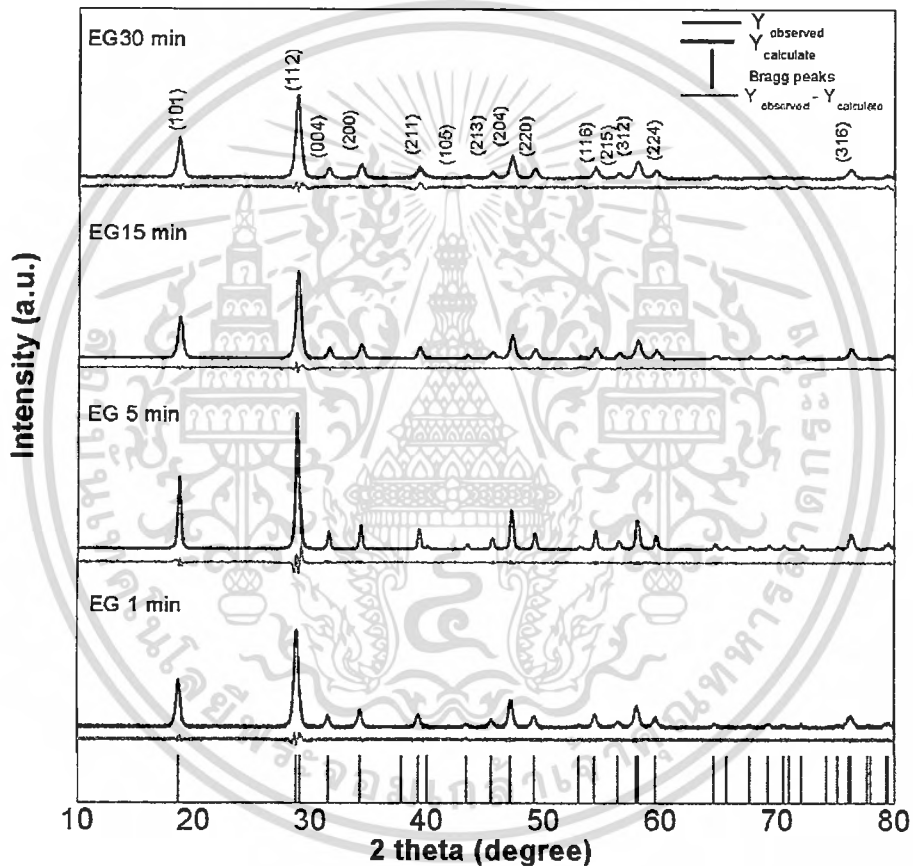 EG30 min
Y observed
Y calculate
Bragg peaks
Y observed - Y calculate
(101)
(112)
(004)
(200)
(211)
(105)
(213)
(204)
(220)
(116)
(215)
(312)
(224)
(316)
EG15 min
EG 5 min
EG 1 min
Intensity (a.u.)
10 20 30 40 50 60 70 80
2 theta (degree)